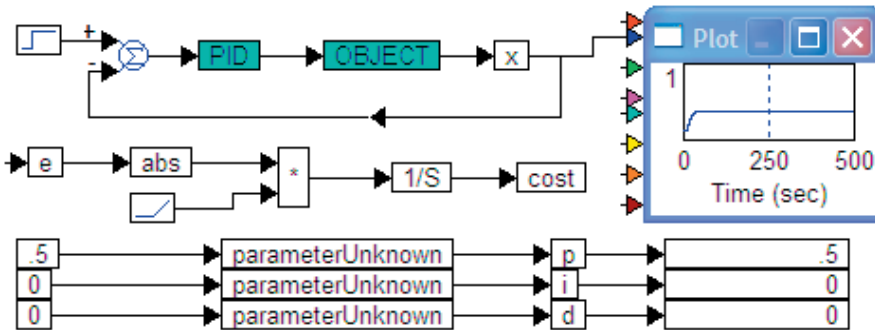 + Σ PID OBJECT x
-
Plot
1
0 250 500
Time (sec)
e abs * 1/S cost
.5 parameterUnknown p .5
0 parameterUnknown i 0
0 parameterUnknown d 0